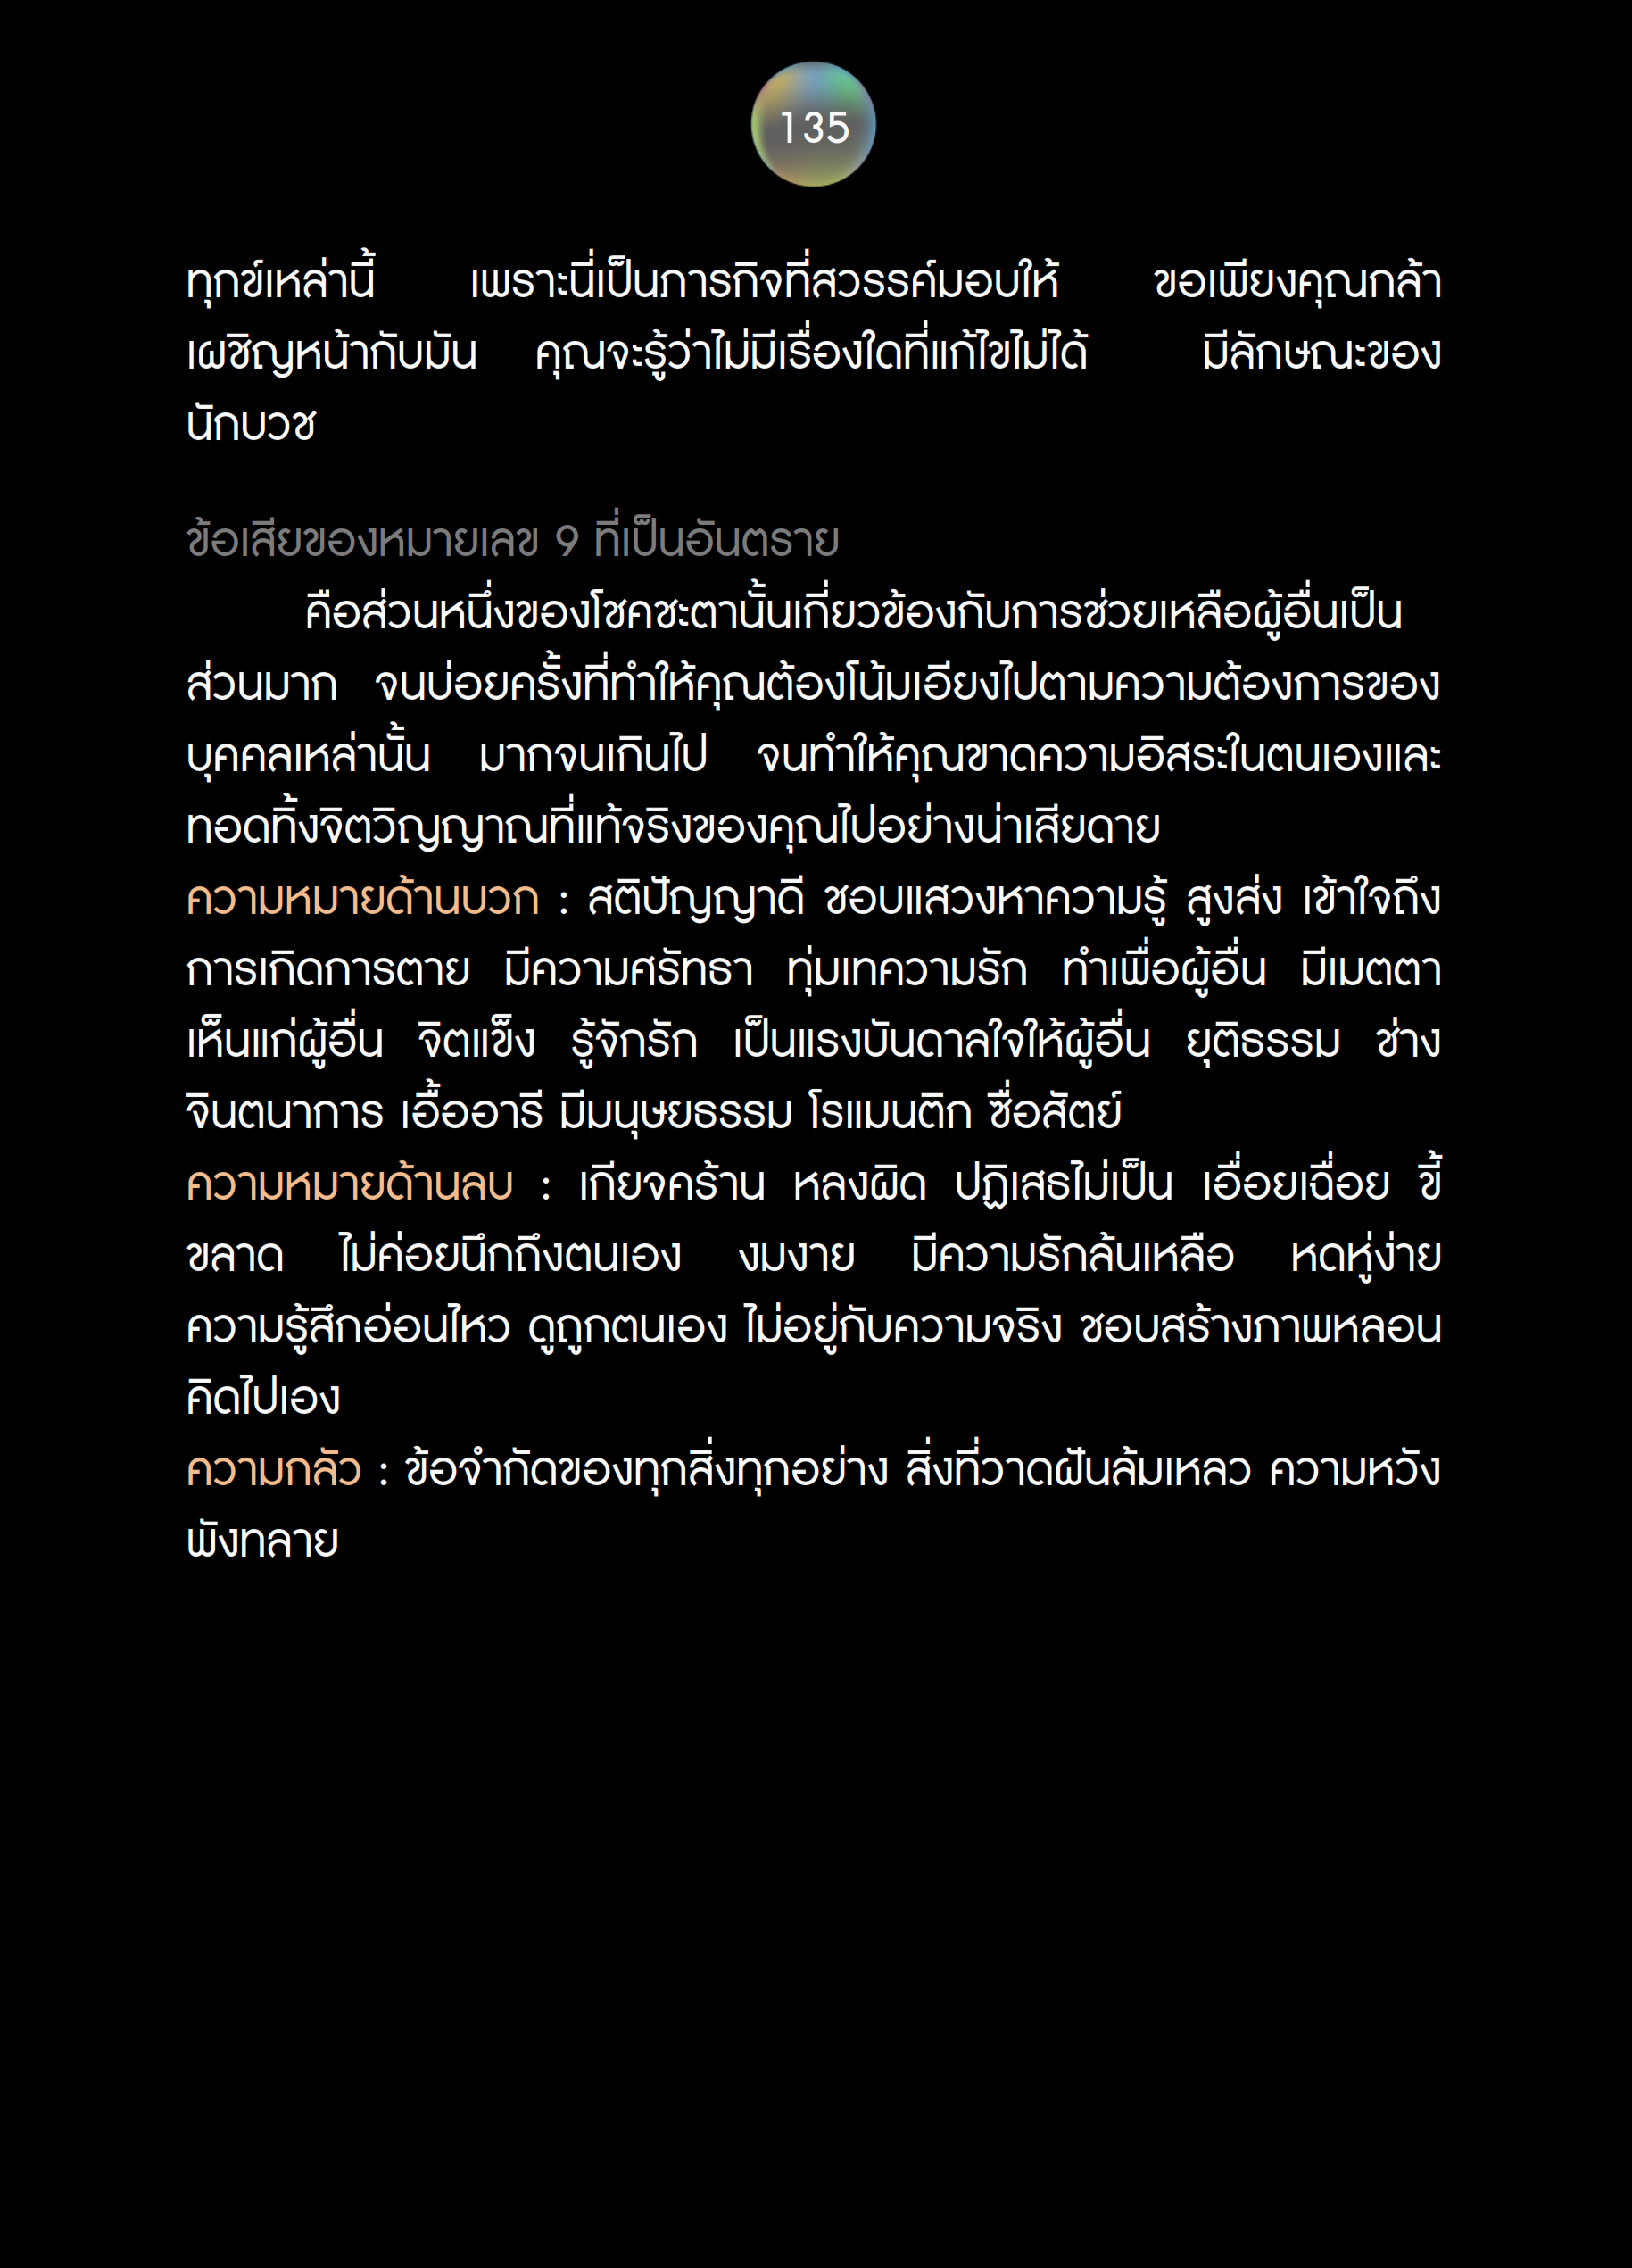 135
ทุกข์เหล่านี้ เพราะนี่เป็นภารกิจที่สวรรค์มอบให้ ขอเพียงคุณกล้า
เผชิญหน้ากับมัน คุณจะรู้ว่าไม่มีเรื่องใดที่แก้ไขไม่ได้ มีลักษณะของ
นักบวช
ข้อเสียของหมายเลข 9 ที่เป็นอันตราย
คือส่วนหนึ่งของโชคชะตานั้นเกี่ยวข้องกับการช่วยเหลือผู้อื่นเป็น
ส่วนมาก จนบ่อยครั้งที่ทำให้คุณต้องโน้มเอียงไปตามความต้องการของ
บุคคลเหล่านั้น มากจนเกินไป จนทำให้คุณขาดความอิสระในตนเองและ
ทอดทิ้งจิตวิญญาณที่แท้จริงของคุณไปอย่างน่าเสียดาย
ความหมายด้านบวก : สติปัญญาดี ชอบแสวงหาความรู้ สูงส่ง เข้าใจถึง
การเกิดการตาย มีความศรัทธา ทุ่มเทความรัก ทำเพื่อผู้อื่น มีเมตตา
เห็นแก่ผู้อื่น จิตแข็ง รู้จักรัก เป็นแรงบันดาลใจให้ผู้อื่น ยุติธรรม ช่าง
จินตนาการ เอื้ออารี มีมนุษยธรรม โรแมนติก ซื่อสัตย์
ความหมายด้านลบ : เกียจคร้าน หลงผิด ปฏิเสธไม่เป็น เอื่อยเฉื่อย ขี้
ขลาด ไม่ค่อยนึกถึงตนเอง งมงาย มีความรักล้นเหลือ หดหู่ง่าย
ความรู้สึกอ่อนไหว ดูถูกตนเอง ไม่อยู่กับความจริง ชอบสร้างภาพหลอน
คิดไปเอง
ความกลัว : ข้อจำกัดของทุกสิ่งทุกอย่าง สิ่งที่วาดฝันล้มเหลว ความหวัง
พังทลาย